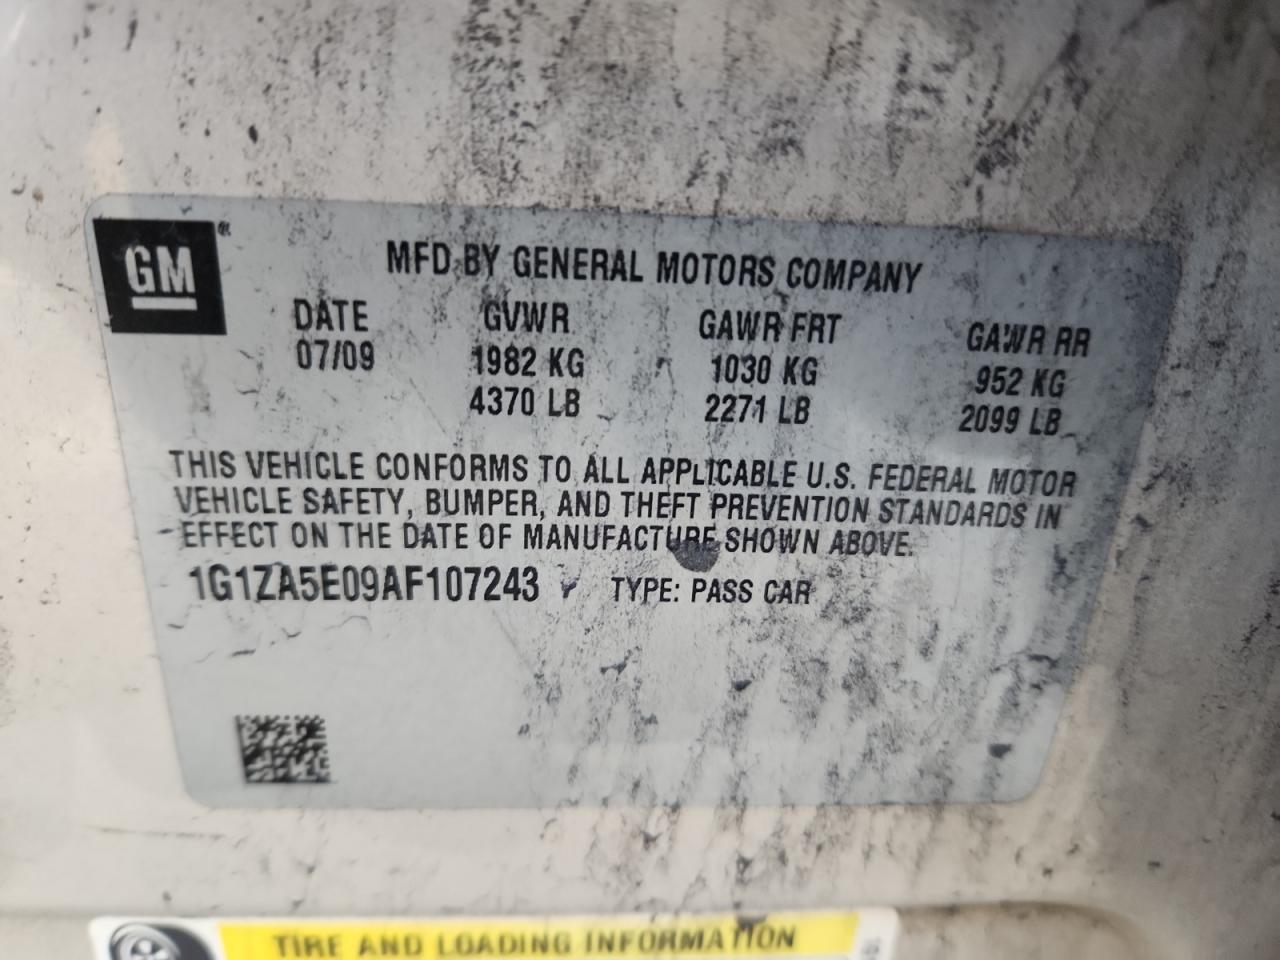 GM®
MFD BY GENERAL MOTORS COMPANY
DATE GVWR GAWR FRT GAWR RR
07/09 1982 KG 1030 KG 952 KG
4370 LB 2271 LB 2099 LB
THIS VEHICLE CONFORMS TO ALL APPLICABLE U.S. FEDERAL MOTOR
VEHICLE SAFETY, BUMPER, AND THEFT PREVENTION STANDARDS IN
EFFECT ON THE DATE OF MANUFACTURE SHOWN ABOVE.
1G1ZA5E09AF107243 TYPE: PASS CAR
TIRE AND LOADING INFORMATION